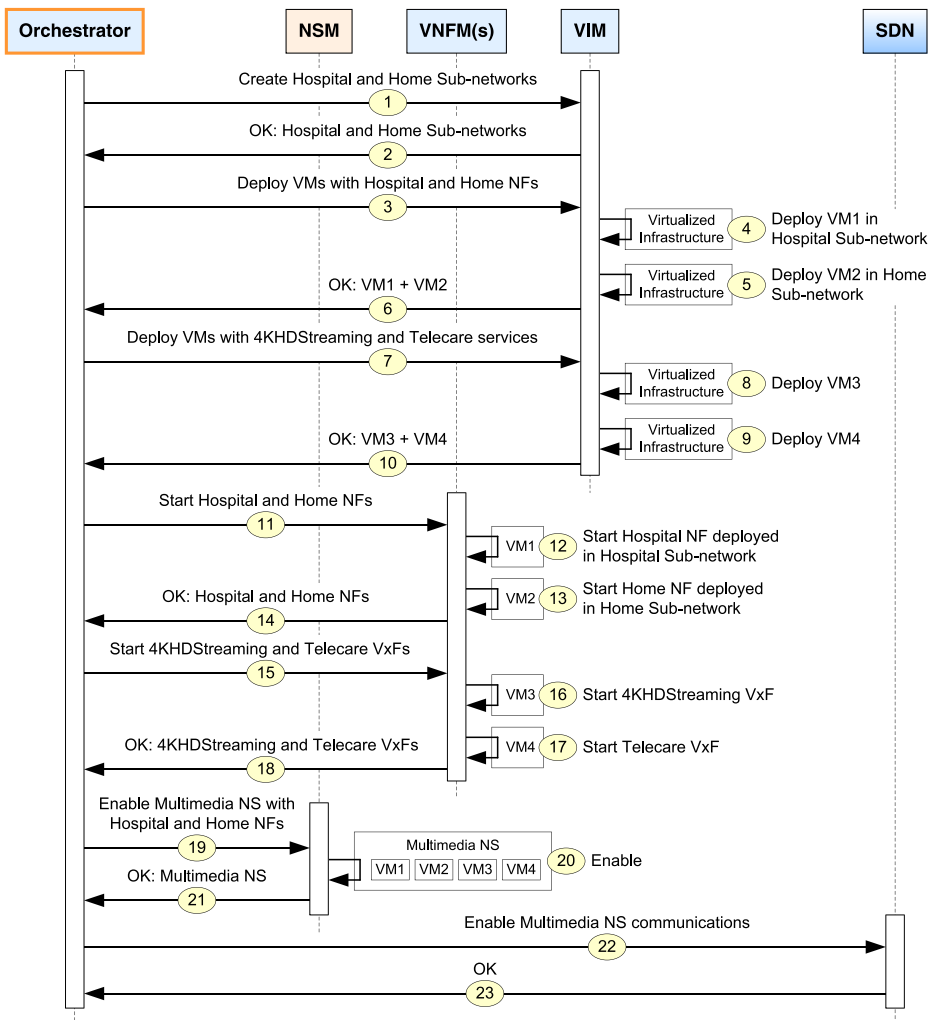 Orchestrator
NSM
VNFM(s)
VIM
SDN
Create Hospital and Home Sub-networks
1
OK: Hospital and Home Sub-networks
2
Deploy VMs with Hospital and Home NFs
3
Virtualized
Infrastructure
4
Deploy VM1 in
Hospital Sub-network
Virtualized
Infrastructure
5
Deploy VM2 in Home
Sub-network
OK: VM1 + VM2
6
Deploy VMs with 4KHDStreaming and Telecare services
7
Virtualized
Infrastructure
8
Deploy VM3
Virtualized
Infrastructure
9
Deploy VM4
OK: VM3 + VM4
10
Start Hospital and Home NFs
11
VM1
12
Start Hospital NF deployed
in Hospital Sub-network
VM2
13
Start Home NF deployed
in Home Sub-network
OK: Hospital and Home NFs
14
Start 4KHDStreaming and Telecare VxFs
15
VM3
16
Start 4KHDStreaming VxF
VM4
17
Start Telecare VxF
OK: 4KHDStreaming and Telecare VxFs
18
Enable Multimedia NS with
Hospital and Home NFs
19
Multimedia NS
VM1 VM2 VM3 VM4
20
Enable
OK: Multimedia NS
21
Enable Multimedia NS communications
22
OK
23